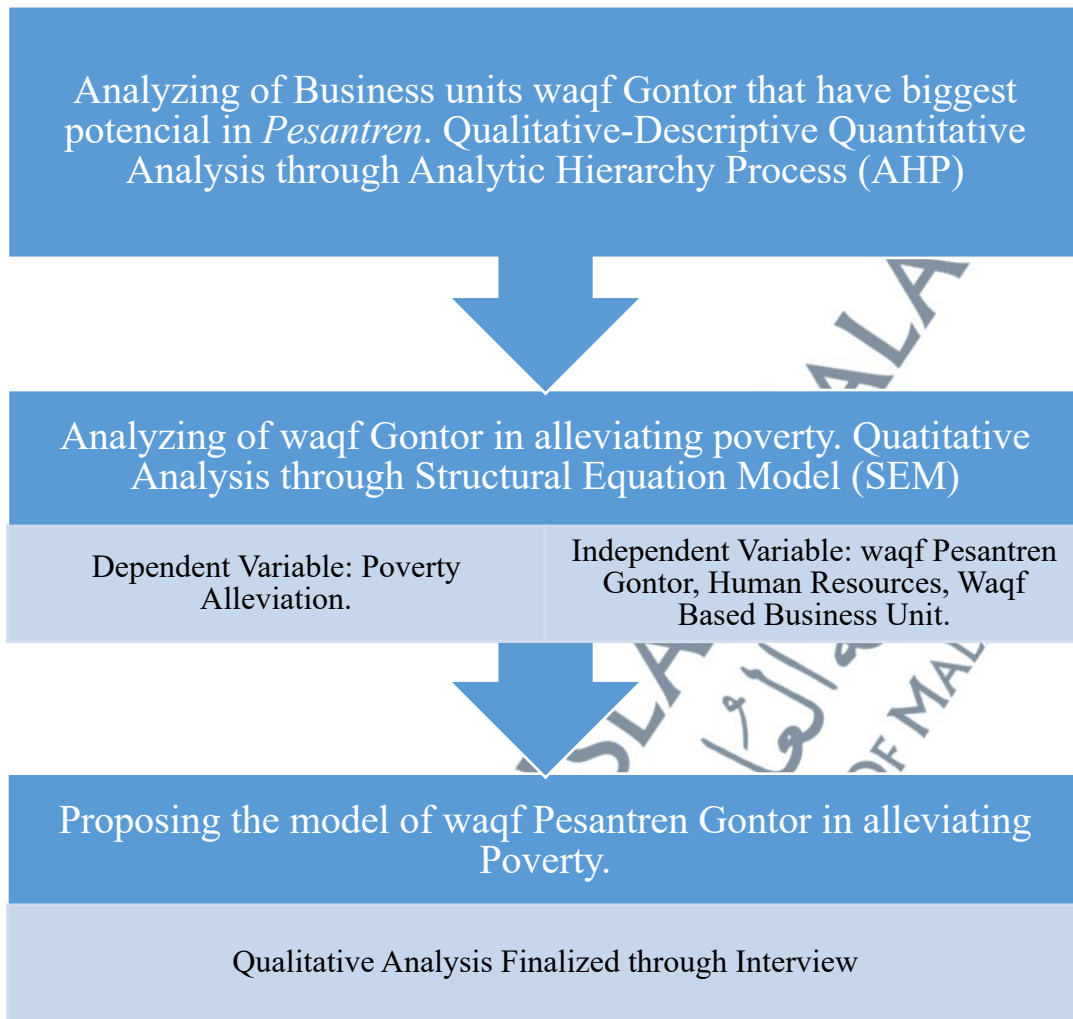 Analyzing of Business units waqf Gontor that have biggest
potencial in Pesantren. Qualitative-Descriptive Quantitative
Analysis through Analytic Hierarchy Process (AHP)
Analyzing of waqf Gontor in alleviating poverty. Quatitative
Analysis through Structural Equation Model (SEM)
Dependent Variable: Poverty
Alleviation.
Independent Variable: waqf Pesantren
Gontor, Human Resources, Waqf
Based Business Unit.
Proposing the model of waqf Pesantren Gontor in alleviating
Poverty.
Qualitative Analysis Finalized through Interview